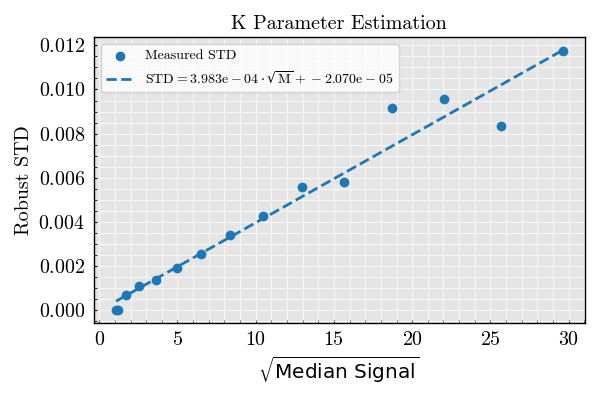 K Parameter Estimation
Measured STD
STD = 3.983e − 04 · √M + −2.070e − 05
Robust STD
0.012
0.010
0.008
0.006
0.004
0.002
0.000
0 5 10 15 20 25 30
√Median Signal